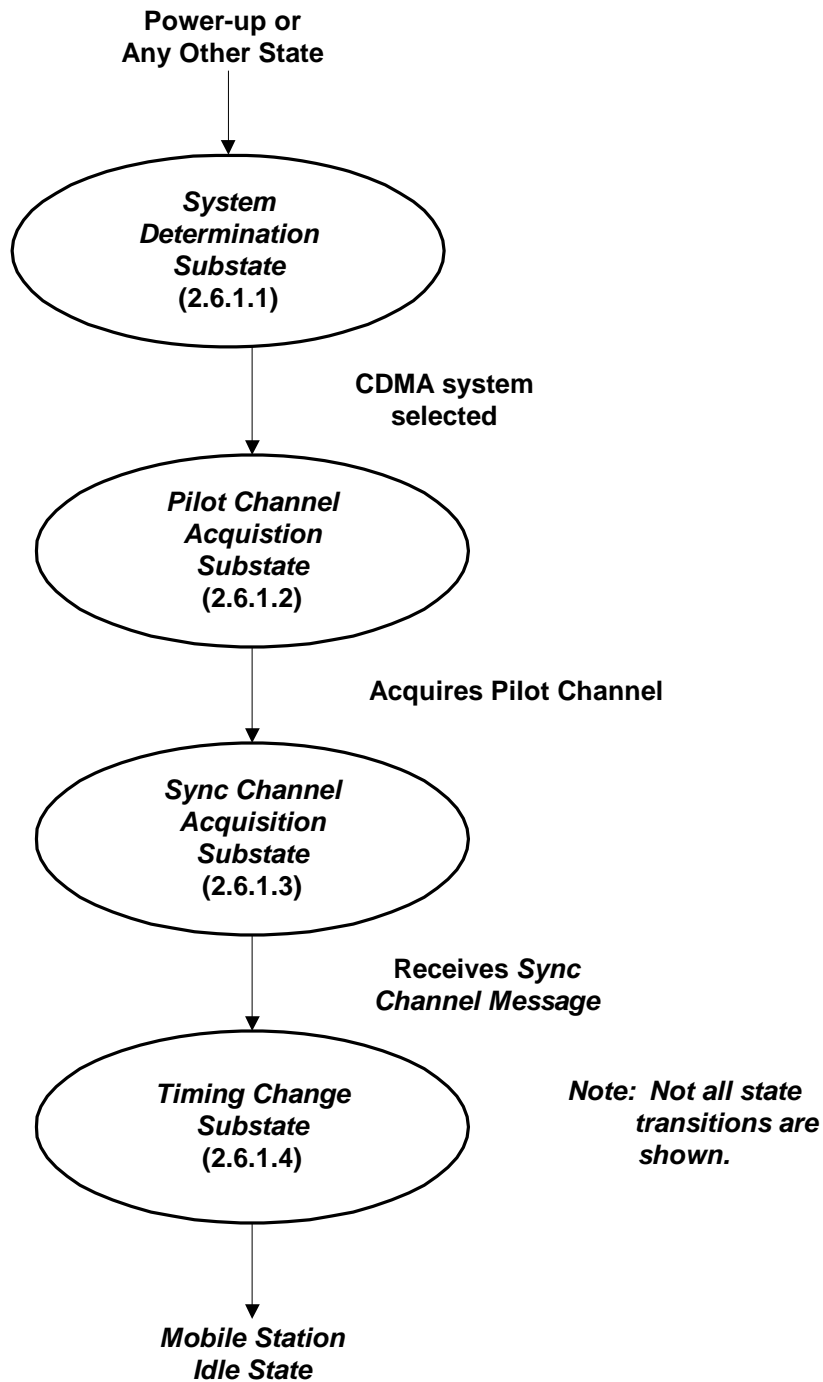 Power-up or
Any Other State
System
Determination
Substate
(2.6.1.1)
CDMA system
selected
Pilot Channel
Acquistion
Substate
(2.6.1.2)
Acquires Pilot Channel
Sync Channel
Acquisition
Substate
(2.6.1.3)
Receives Sync
Channel Message
Timing Change
Substate
(2.6.1.4)
Note: Not all state
transitions are
shown.
Mobile Station
Idle State